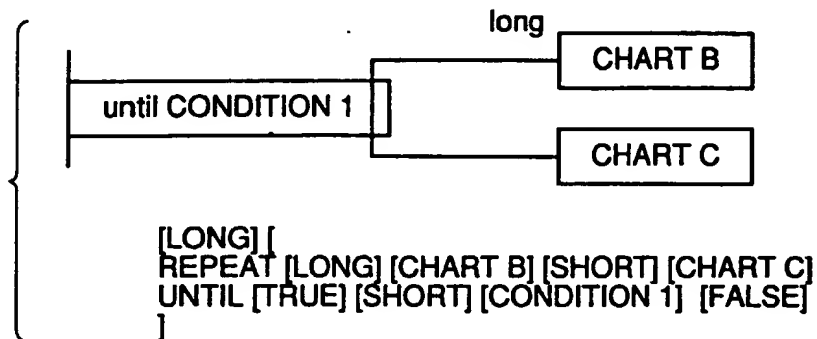 long
CHART B
until CONDITION 1
CHART C
[LONG] [
REPEAT [LONG] [CHART B] [SHORT] [CHART C]
UNTIL [TRUE] [SHORT] [CONDITION 1] [FALSE]
]